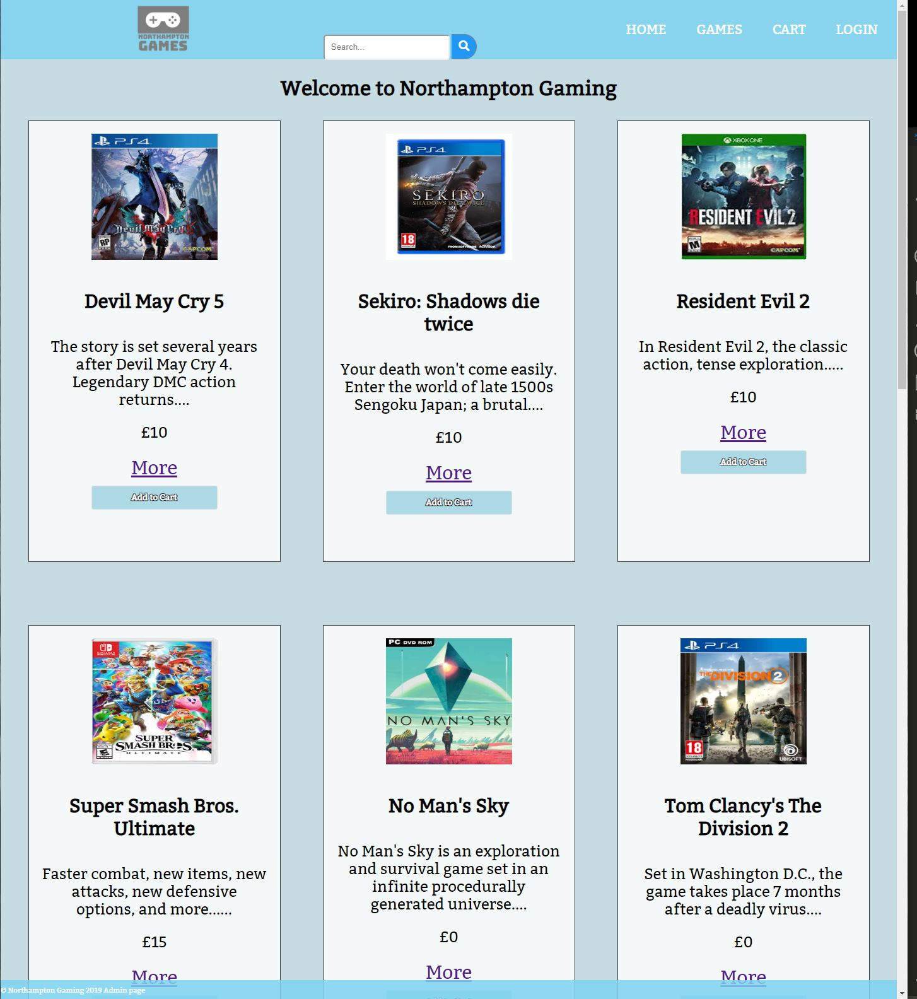 NORTHAMPTON
GAMES
Search...
HOME GAMES CART LOGIN
Welcome to Northampton Gaming
PS4
Devil May Cry 5
RP
CAPCOM
Devil May Cry 5
The story is set several years
after Devil May Cry 4.
Legendary DMC action
returns....
£10
More
Add to Cart
PS4
SEKIRO
SHADOWS DIE TWICE
18
FROMSOFTWARE ACTIVISION
Sekiro: Shadows die
twice
Your death won't come easily.
Enter the world of late 1500s
Sengoku Japan; a brutal....
£10
More
Add to Cart
XBOX ONE
RESIDENT EVIL 2
M
CAPCOM
Resident Evil 2
In Resident Evil 2, the classic
action, tense exploration.....
£10
More
Add to Cart
SUPER
SMASH BROS.
ULTIMATE
Super Smash Bros.
Ultimate
Faster combat, new items, new
attacks, new defensive
options, and more......
£15
More
PC DVD ROM
NO MAN'S SKY
No Man's Sky
No Man's Sky is an exploration
and survival game set in an
infinite procedurally
generated universe....
£0
More
PS4
TOM CLANCY'S
THE DIVISION 2
18
UBISOFT
Tom Clancy's The
Division 2
Set in Washington D.C., the
game takes place 7 months
after a deadly virus....
£0
More
© Northampton Gaming 2019 Admin page